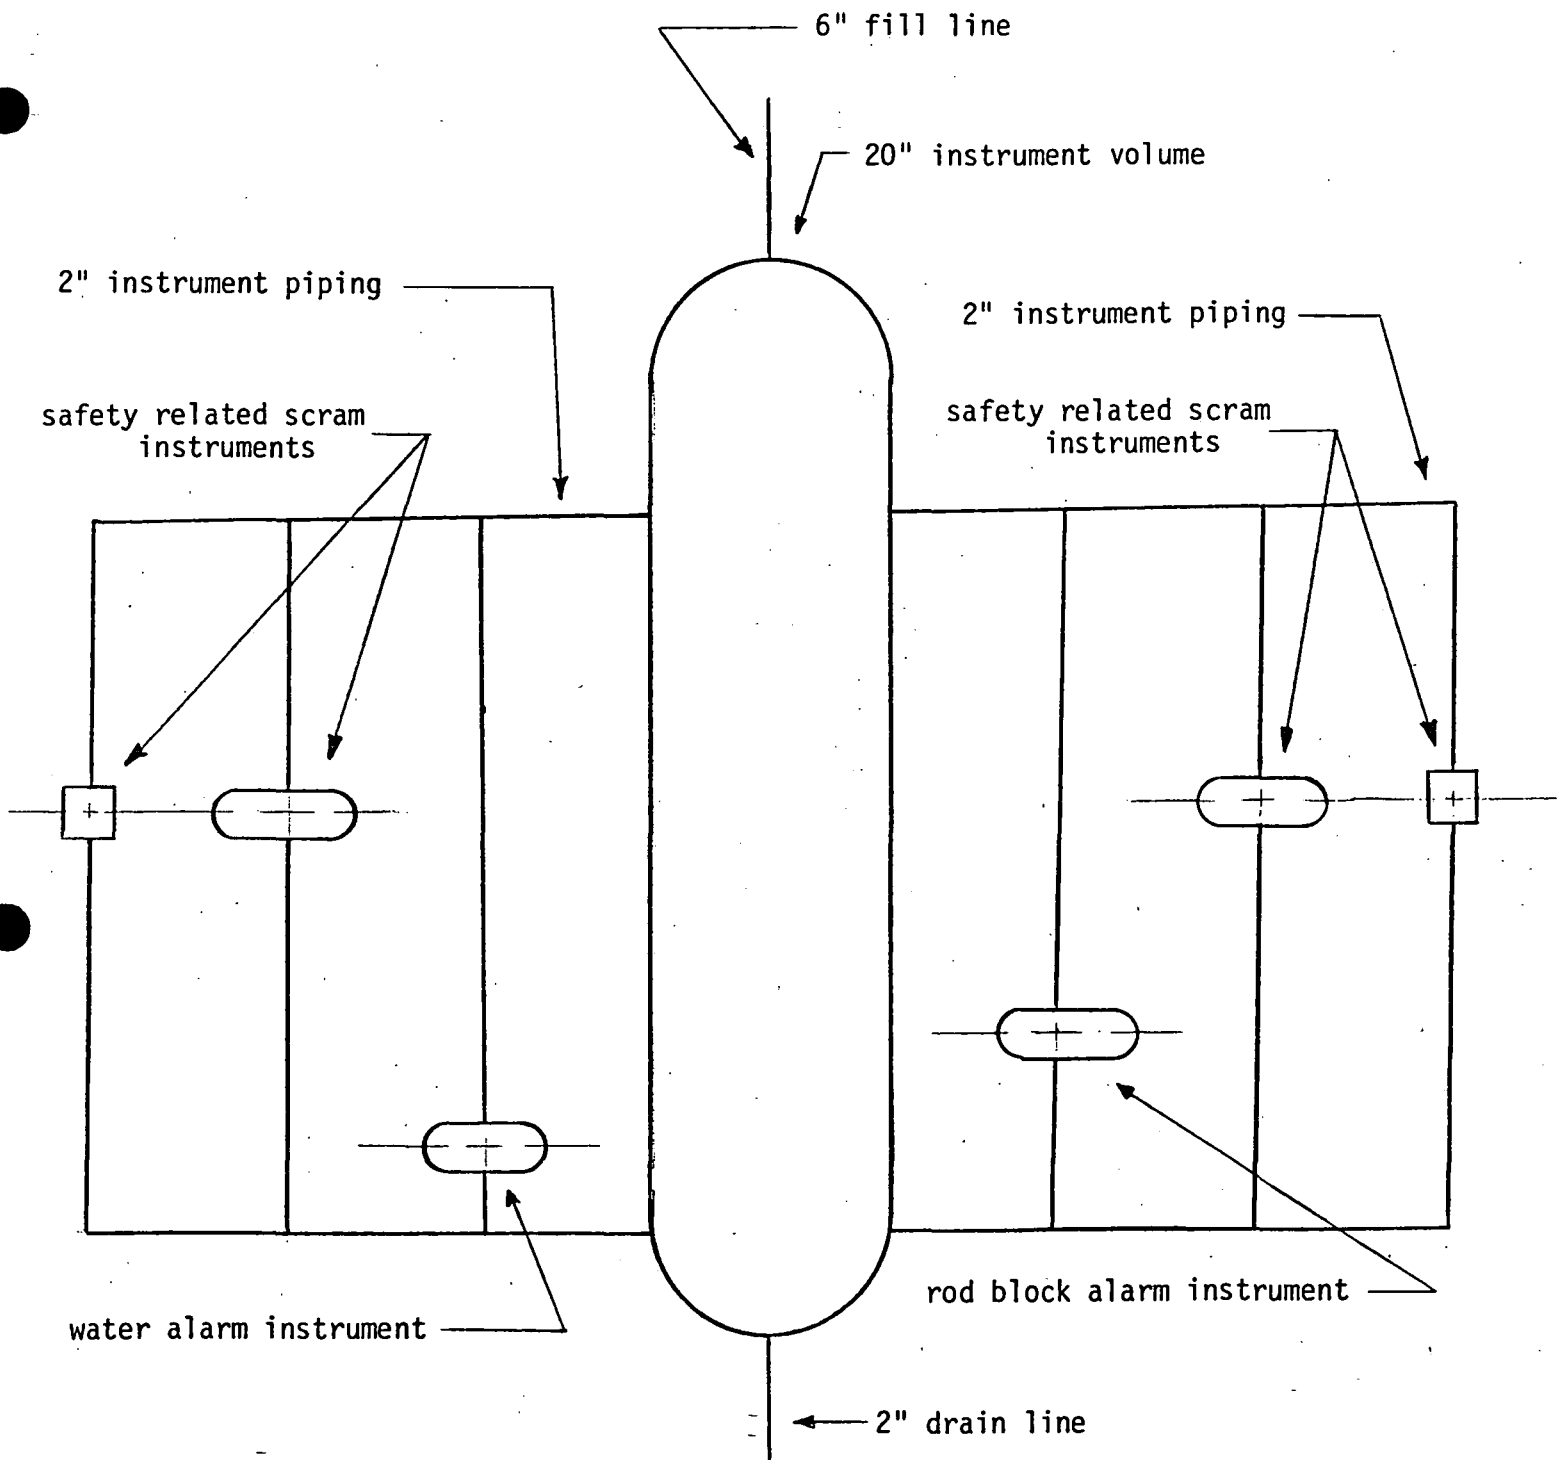 6" fill line
20" instrument volume
2" instrument piping
2" instrument piping
safety related scram
instruments
safety related scram
instruments
rod block alarm instrument
water alarm instrument
2" drain line